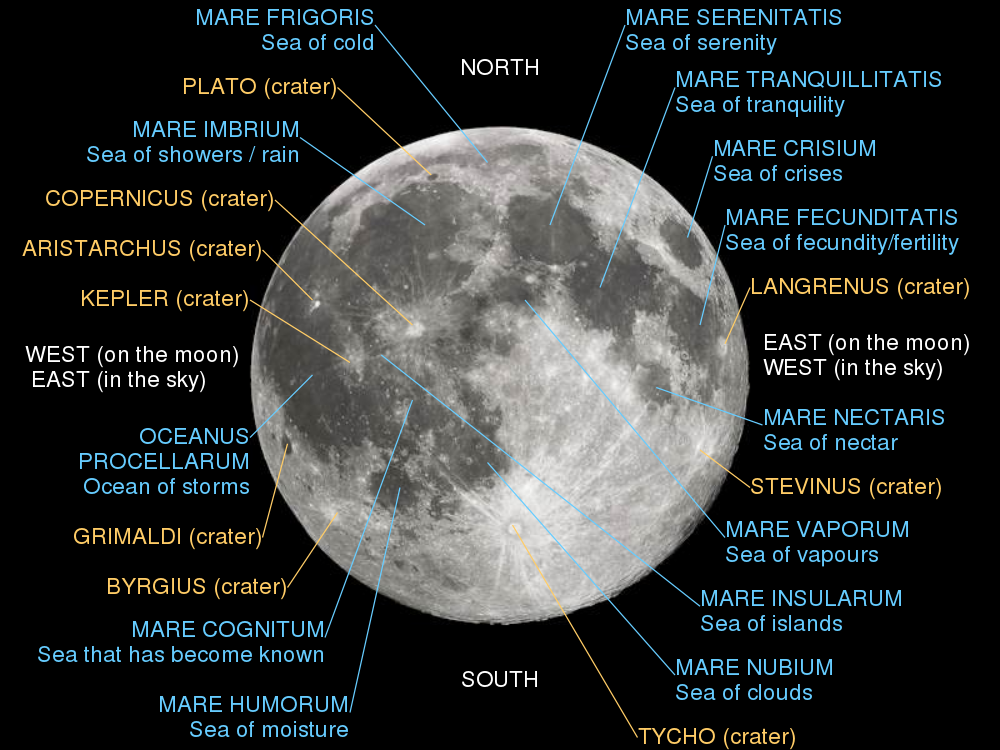 MARE FRIGORIS
Sea of cold
MARE SERENITATIS
Sea of serenity
NORTH
PLATO (crater)
MARE TRANQUILLITATIS
Sea of tranquility
MARE IMBRIUM
Sea of showers / rain
MARE CRISIUM
Sea of crises
COPERNICUS (crater)
MARE FECUNDITATIS
Sea of fecundity/fertility
ARISTARCHUS (crater)
KEPLER (crater)
LANGRENUS (crater)
WEST (on the moon)
EAST (in the sky)
EAST (on the moon)
WEST (in the sky)
OCEANUS
PROCELLARUM
Ocean of storms
MARE NECTARIS
Sea of nectar
STEVINUS (crater)
GRIMALDI (crater)
MARE VAPORUM
Sea of vapours
BYRGIUS (crater)
MARE INSULARUM
Sea of islands
MARE COGNITUM
Sea that has become known
SOUTH
MARE NUBIUM
Sea of clouds
MARE HUMORUM
Sea of moisture
TYCHO (crater)